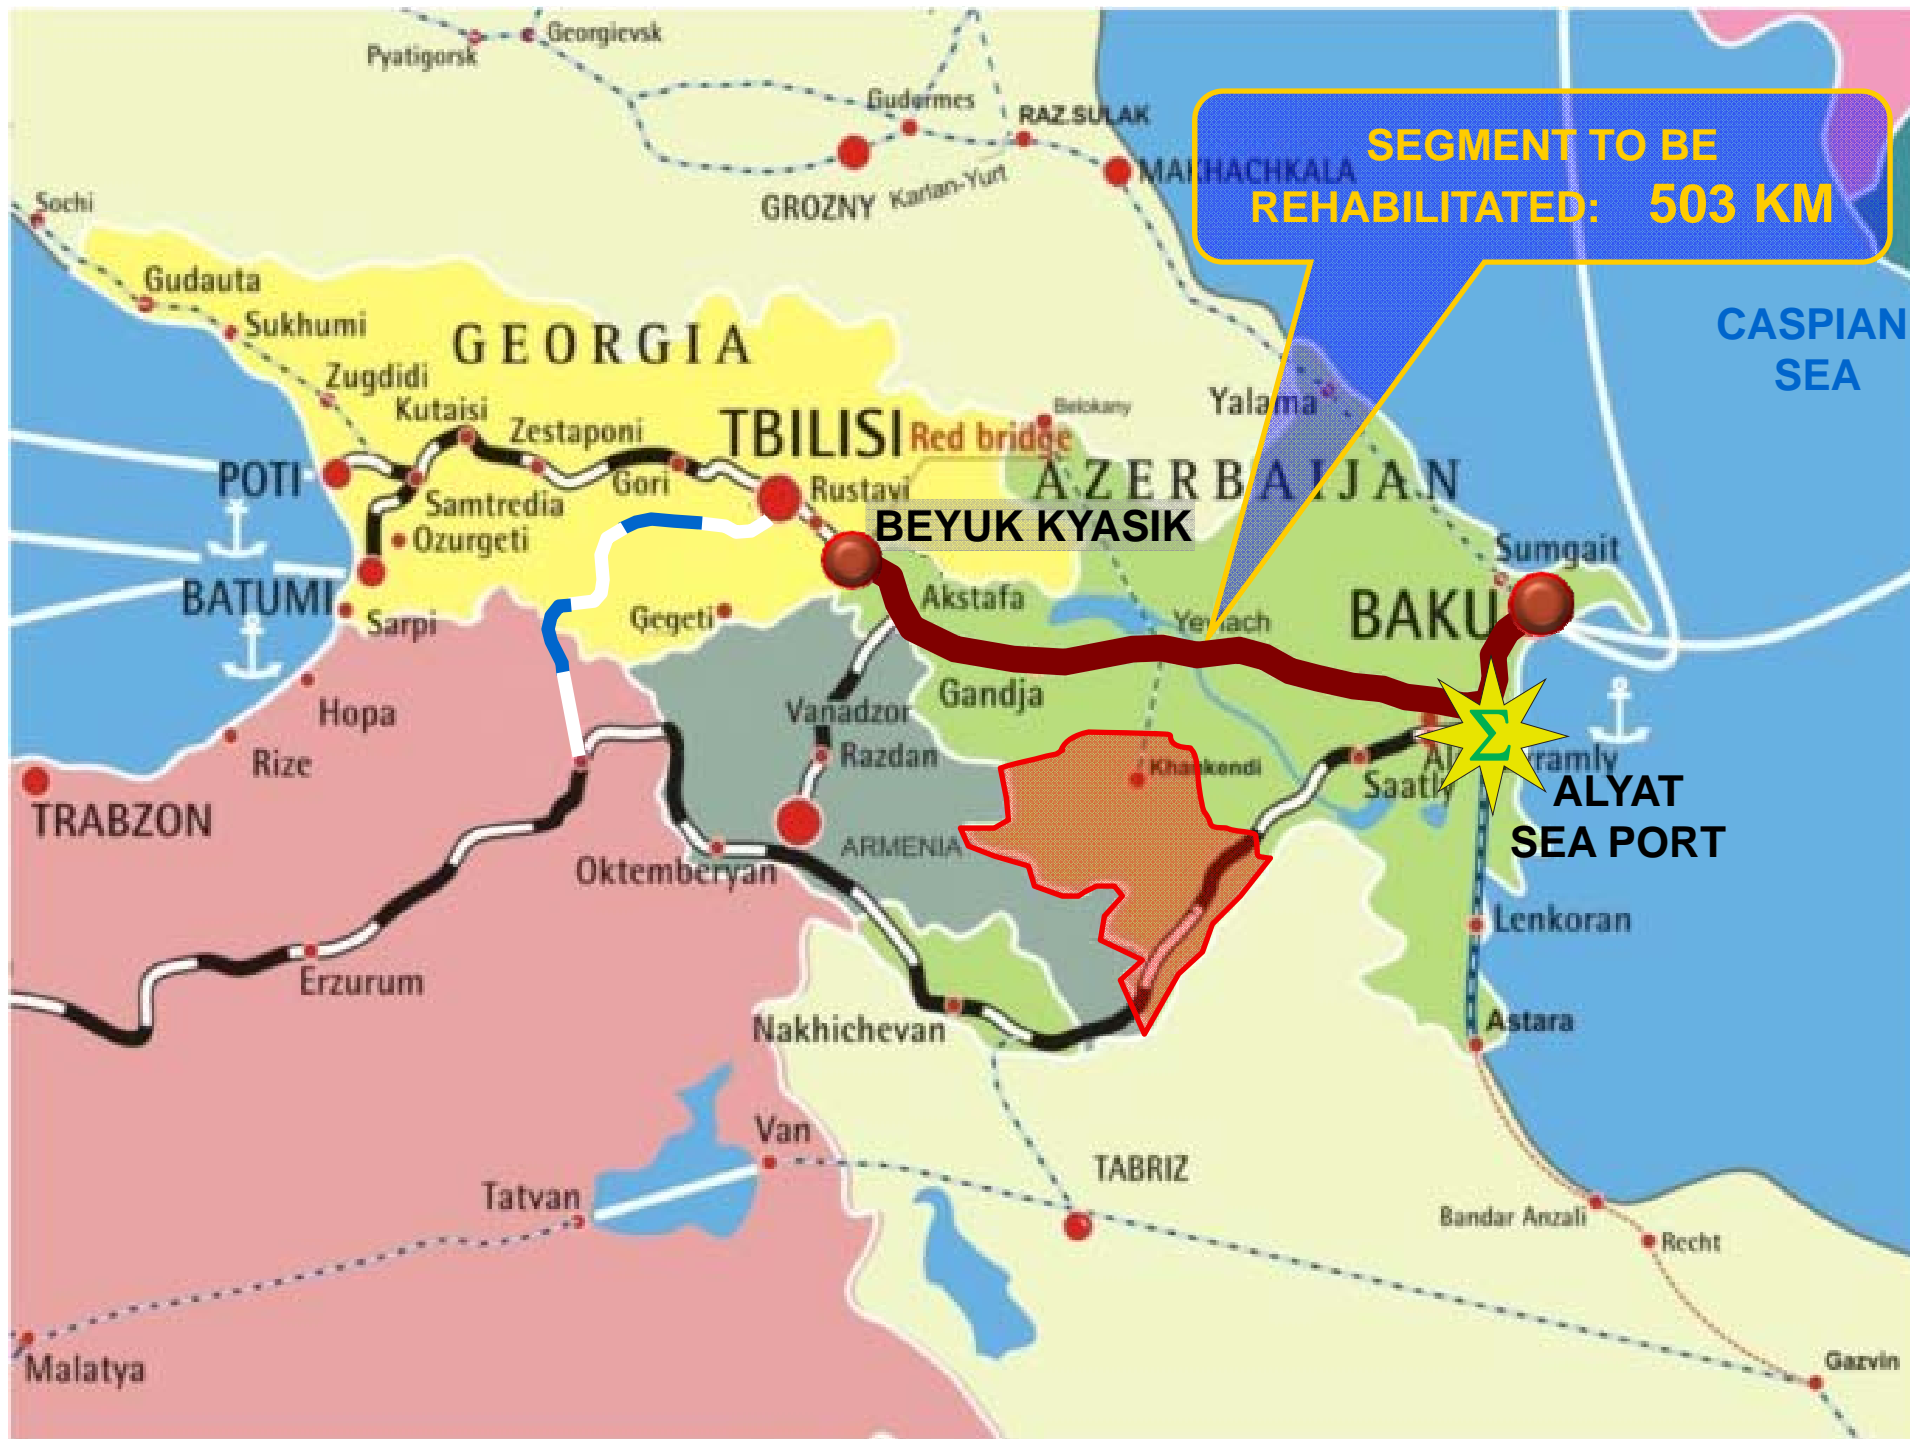 Georgievsk
Pyatigorsk
Gudermes
RAZ.SULAK
SEGMENT TO BE
REHABILITATED: 503 KM
MAKHACHKALA
GROZNY
Karlan-Yurt
Sochi
Gudauta
Sukhumi
GEORGIA
CASPIAN
SEA
Zugdidi
Kutaisi
Zestaponi
TBILISI
Red bridge
Belokany
Yalama
POTI
Samtredia
Gori
Rustavi
AZERBAIJAN
Ozurgeti
BEYUK KYASIK
Sumgait
BATUMI
Sarpi
Gegeti
Akstafa
Yevlach
BAKU
Hopa
Vanadzor
Gandja
Rize
Razdan
Khankendi
Saatly
Σ
ALYAT
SEA PORT
TRABZON
Oktemberyan
ARMENIA
Lenkoran
Erzurum
Nakhichevan
Astara
Van
TABRIZ
Tatvan
Bandar Anzali
Recht
Malatya
Gazvin